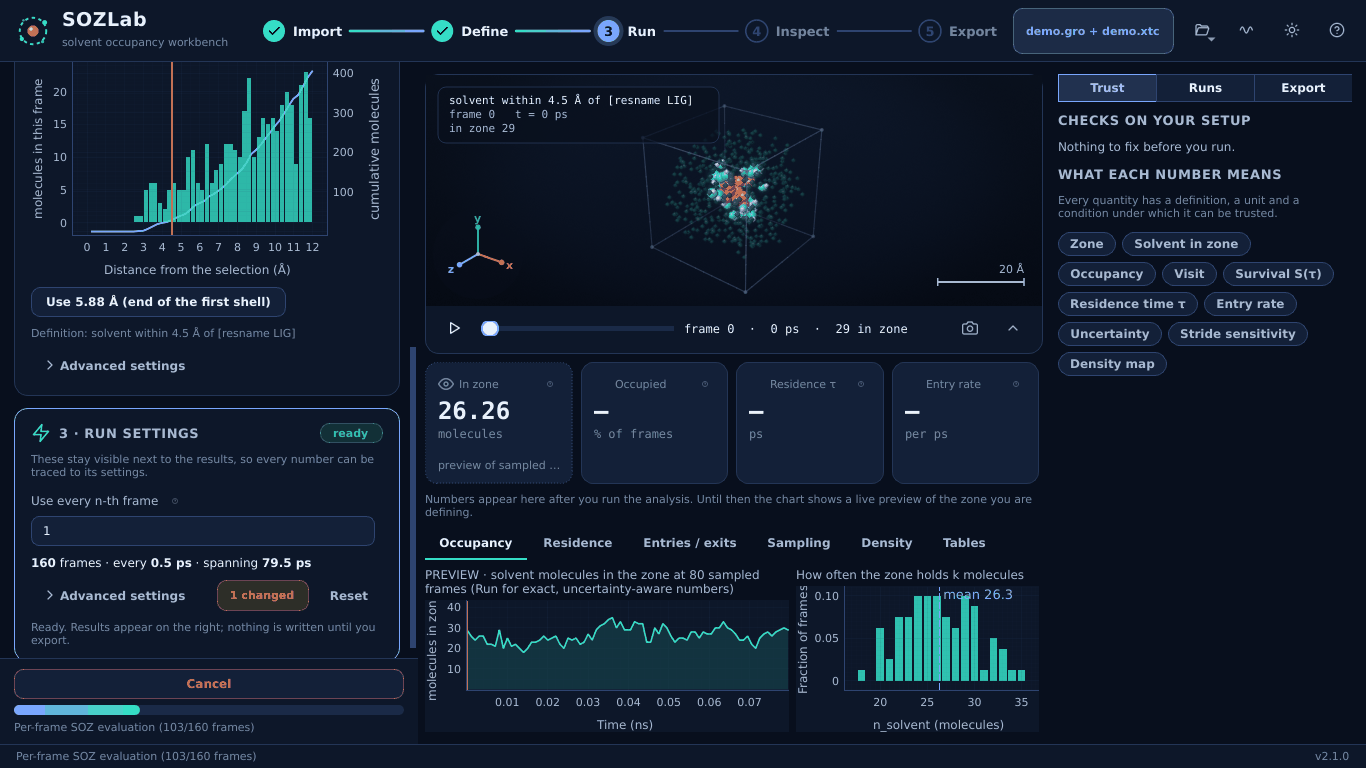 SOZLab
solvent occupancy workbench
Import
Define
3 Run
4 Inspect
5 Export
demo.gro + demo.xtc
molecules in this frame
20
15
10
5
0
400
300
200
100
cumulative molecules
0 1 2 3 4 5 6 7 8 9 10 11 12
Distance from the selection (Å)
Use 5.88 Å (end of the first shell)
Definition: solvent within 4.5 Å of [resname LIG]
Advanced settings
3 · RUN SETTINGS
ready
These stay visible next to the results, so every number can be
traced to its settings.
Use every n-th frame
1
160 frames · every 0.5 ps · spanning 79.5 ps
Advanced settings
1 changed
Reset
Ready. Results appear on the right; nothing is written until you
export.
Cancel
Per-frame SOZ evaluation (103/160 frames)
solvent within 4.5 Å of [resname LIG]
frame 0 t = 0 ps
in zone 29
y
z
x
20 Å
frame 0 · 0 ps · 29 in zone
In zone
26.26
molecules
preview of sampled ...
Occupied
—
% of frames
Residence τ
—
ps
Entry rate
—
per ps
Numbers appear here after you run the analysis. Until then the chart shows a live preview of the zone you are
defining.
Occupancy
Residence
Entries / exits
Sampling
Density
Tables
PREVIEW · solvent molecules in the zone at 80 sampled
frames (Run for exact, uncertainty-aware numbers)
molecules in zon
40
30
20
10
0.01 0.02 0.03 0.04 0.05 0.06 0.07
Time (ns)
How often the zone holds k molecules
Fraction of frames
0.10
0.05
0
mean 26.3
20 25 30 35
n_solvent (molecules)
Trust
Runs
Export
CHECKS ON YOUR SETUP
Nothing to fix before you run.
WHAT EACH NUMBER MEANS
Every quantity has a definition, a unit and a
condition under which it can be trusted.
Zone
Solvent in zone
Occupancy
Visit
Survival S(τ)
Residence time τ
Entry rate
Uncertainty
Stride sensitivity
Density map
Per-frame SOZ evaluation (103/160 frames)
v2.1.0